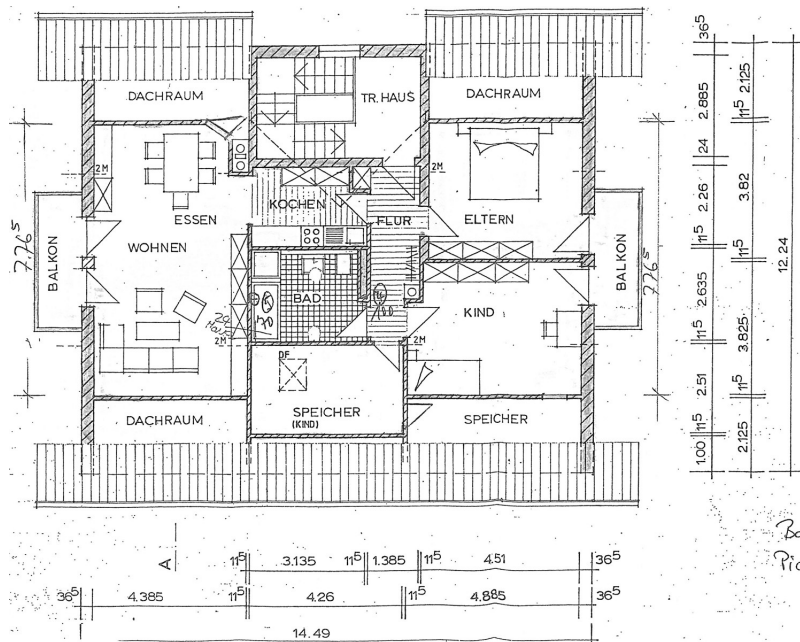 DACHRAUM
TR. HAUS
DACHRAUM
2M
2M
KOCHEN
FLUR
ESSEN
ELTERN
WOHNEN
BALKON
BALKON
7.76⁵
7.76⁵
BAD
KIND
70
100
2M
2M
DF
SPEICHER
(KIND)
DACHRAUM
SPEICHER
36⁵
2.885
24
2.26
11⁵
2.635
11⁵
2.51
11⁵
1.00
2.125
11⁵
3.82
11⁵
3.825
11⁵
2.125
12.24
A
11⁵ 3.135 11⁵ 1.385 11⁵ 4.51 36⁵
36⁵ 4.385 11⁵ 4.26 11⁵ 4.885 36⁵
14.49